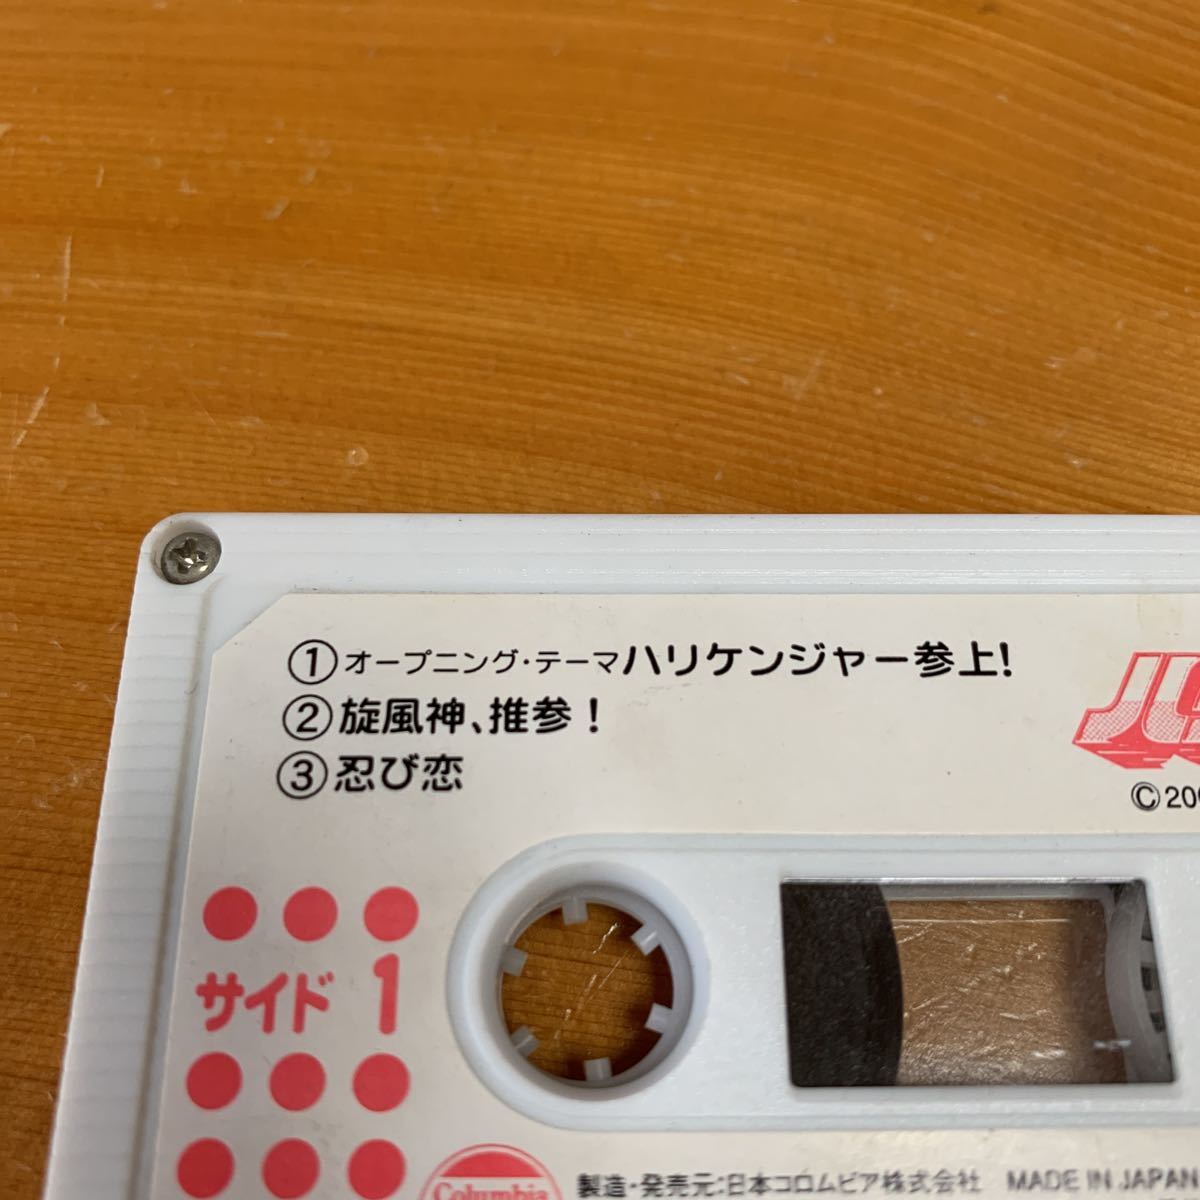 ①オープニング・テーマハリケンジャー参上!
②旋風神、推参！
③忍び恋
©200
サイド 1
Columbia
製造・発売元:日本コロムビア株式会社 MADE IN JAPAN